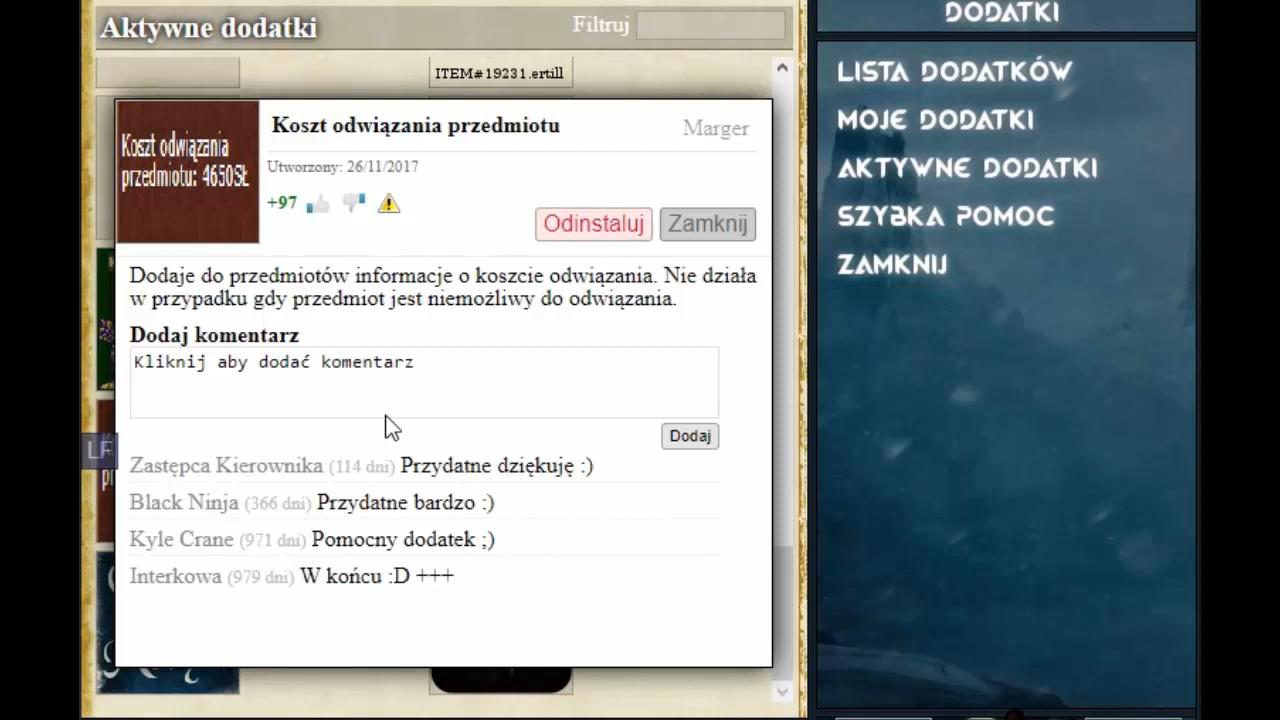 Aktywne dodatki
Filtruj
ITEM#19231.ertill
Koszt odwiązania
przedmiotu: 4650SŁ
Koszt odwiązania przedmiotu
Marger
Utworzony: 26/11/2017
+97
Odinstaluj
Zamknij
Dodaje do przedmiotów informacje o koszcie odwiązania. Nie działa
w przypadku gdy przedmiot jest niemożliwy do odwiązania.
Dodaj komentarz
Kliknij aby dodać komentarz
Dodaj
LF
Zastępca Kierownika (114 dni) Przydatne dziękuję :)
Black Ninja (366 dni) Przydatne bardzo :)
Kyle Crane (971 dni) Pomocny dodatek ;)
Interkowa (979 dni) W końcu :D +++
DODATKI
LISTA DODATKÓW
MOJE DODATKI
AKTYWNE DODATKI
SZYBKA POMOC
ZAMKNIJ